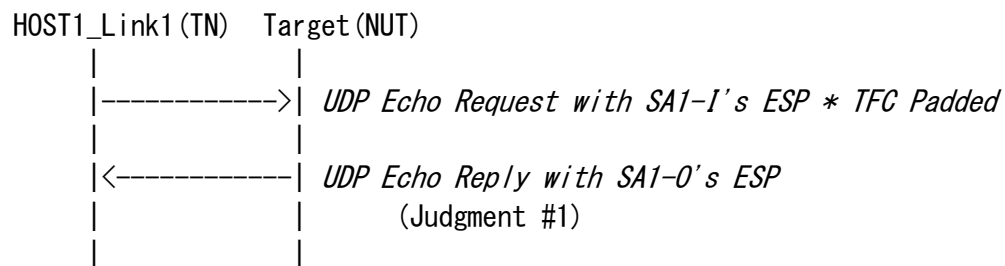 HOST1_Link1(TN) Target(NUT)
| |
|------------->| UDP Echo Request with SA1-I's ESP * TFC Padded
| |
|<-------------| UDP Echo Reply with SA1-O's ESP
| | (Judgment #1)
| |